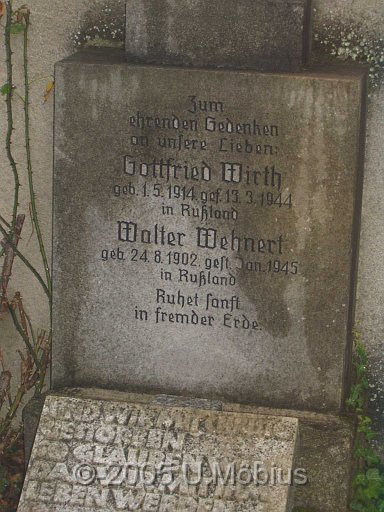 Zum
ehrenden Gedenken
an unsere Lieben:
Gottfried Wirth
geb. 1.5.1914 gef. 13.3.1944
in Rußland
Walter Wehnert
geb. 24.8.1902 gest. Jan. 1945
in Rußland
Ruhet sanft
in fremder Erde.
© 2005 U.Möbius